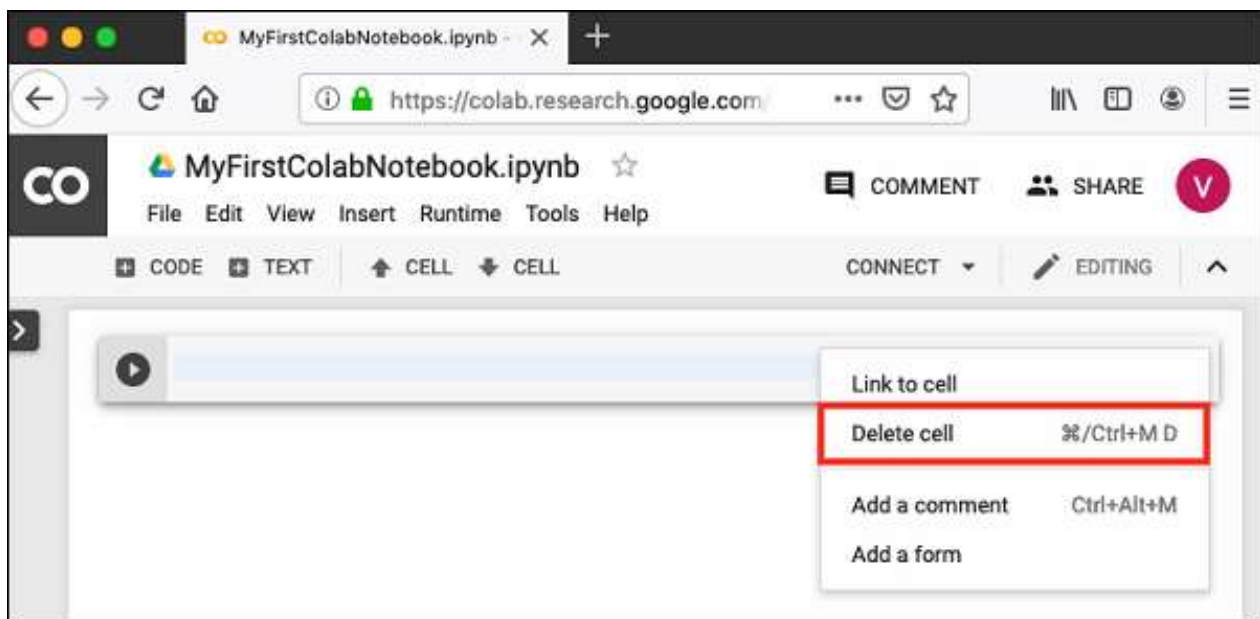 MyFirstColabNotebook.ipynb -
https://colab.research.google.com/
CO MyFirstColabNotebook.ipynb
COMMENT SHARE V
File Edit View Insert Runtime Tools Help
CODE TEXT CELL CELL CONNECT EDITING
Link to cell
Delete cell ⌘/Ctrl+M D
Add a comment Ctrl+Alt+M
Add a form